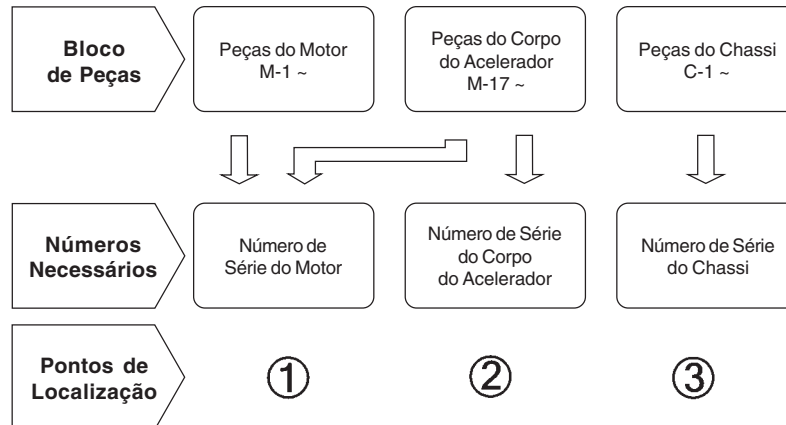 Bloco
de Peças
Peças do Motor
M-1 ~
Peças do Corpo
do Acelerador
M-17 ~
Peças do Chassi
C-1 ~
Números
Necessários
Número de
Série do Motor
Número de Série
do Corpo
do Acelerador
Número de Série
do Chassi
Pontos de
Localização
①
②
③